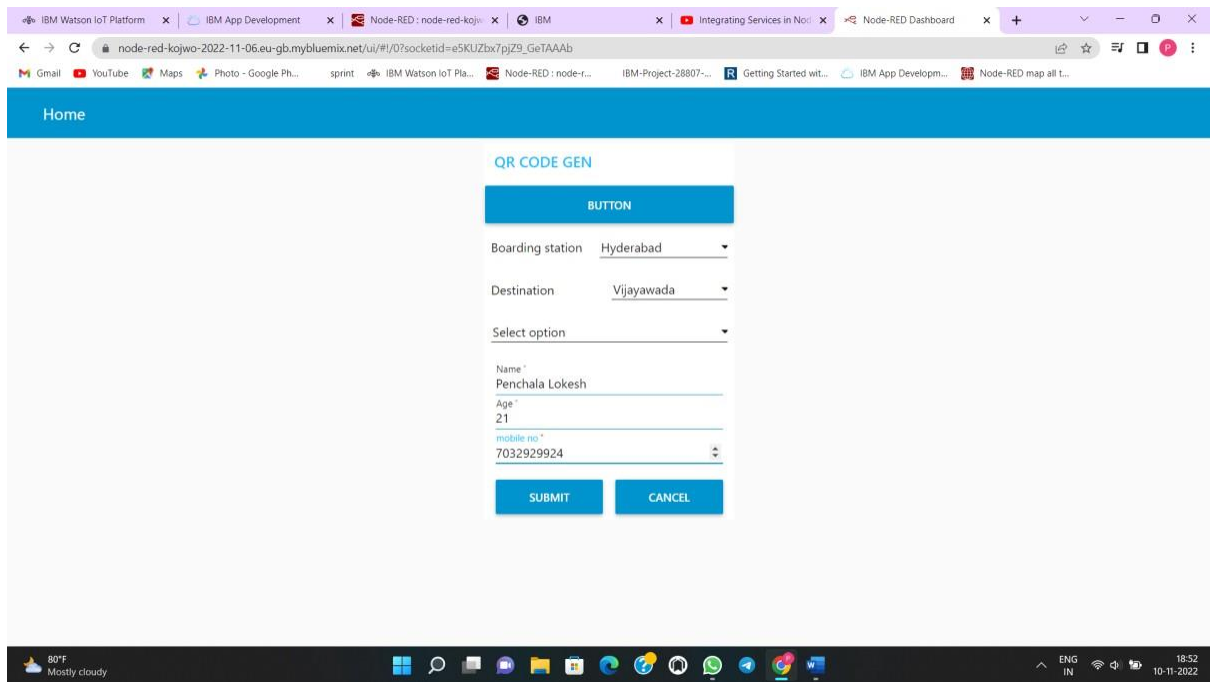 IBM Watson IoT Platform IBM App Development Node-RED : node-red-kojw IBM Integrating Services in Nod Node-RED Dashboard
node-red-kojwo-2022-11-06.eu-gb.mybluemix.net/ui/#!/0?socketid=e5KUZbx7pjZ9_GeTAAAb
Gmail YouTube Maps Photo - Google Ph... sprint IBM Watson IoT Pla... Node-RED : node-r... IBM-Project-28807-... Getting Started wit... IBM App Developm... Node-RED map all t...
Home
QR CODE GEN
BUTTON
Boarding station Hyderabad
Destination Vijayawada
Select option
Name *
Penchala Lokesh
Age *
21
mobile no *
7032929924
SUBMIT CANCEL
80°F
Mostly cloudy
ENG
IN
18:52
10-11-2022